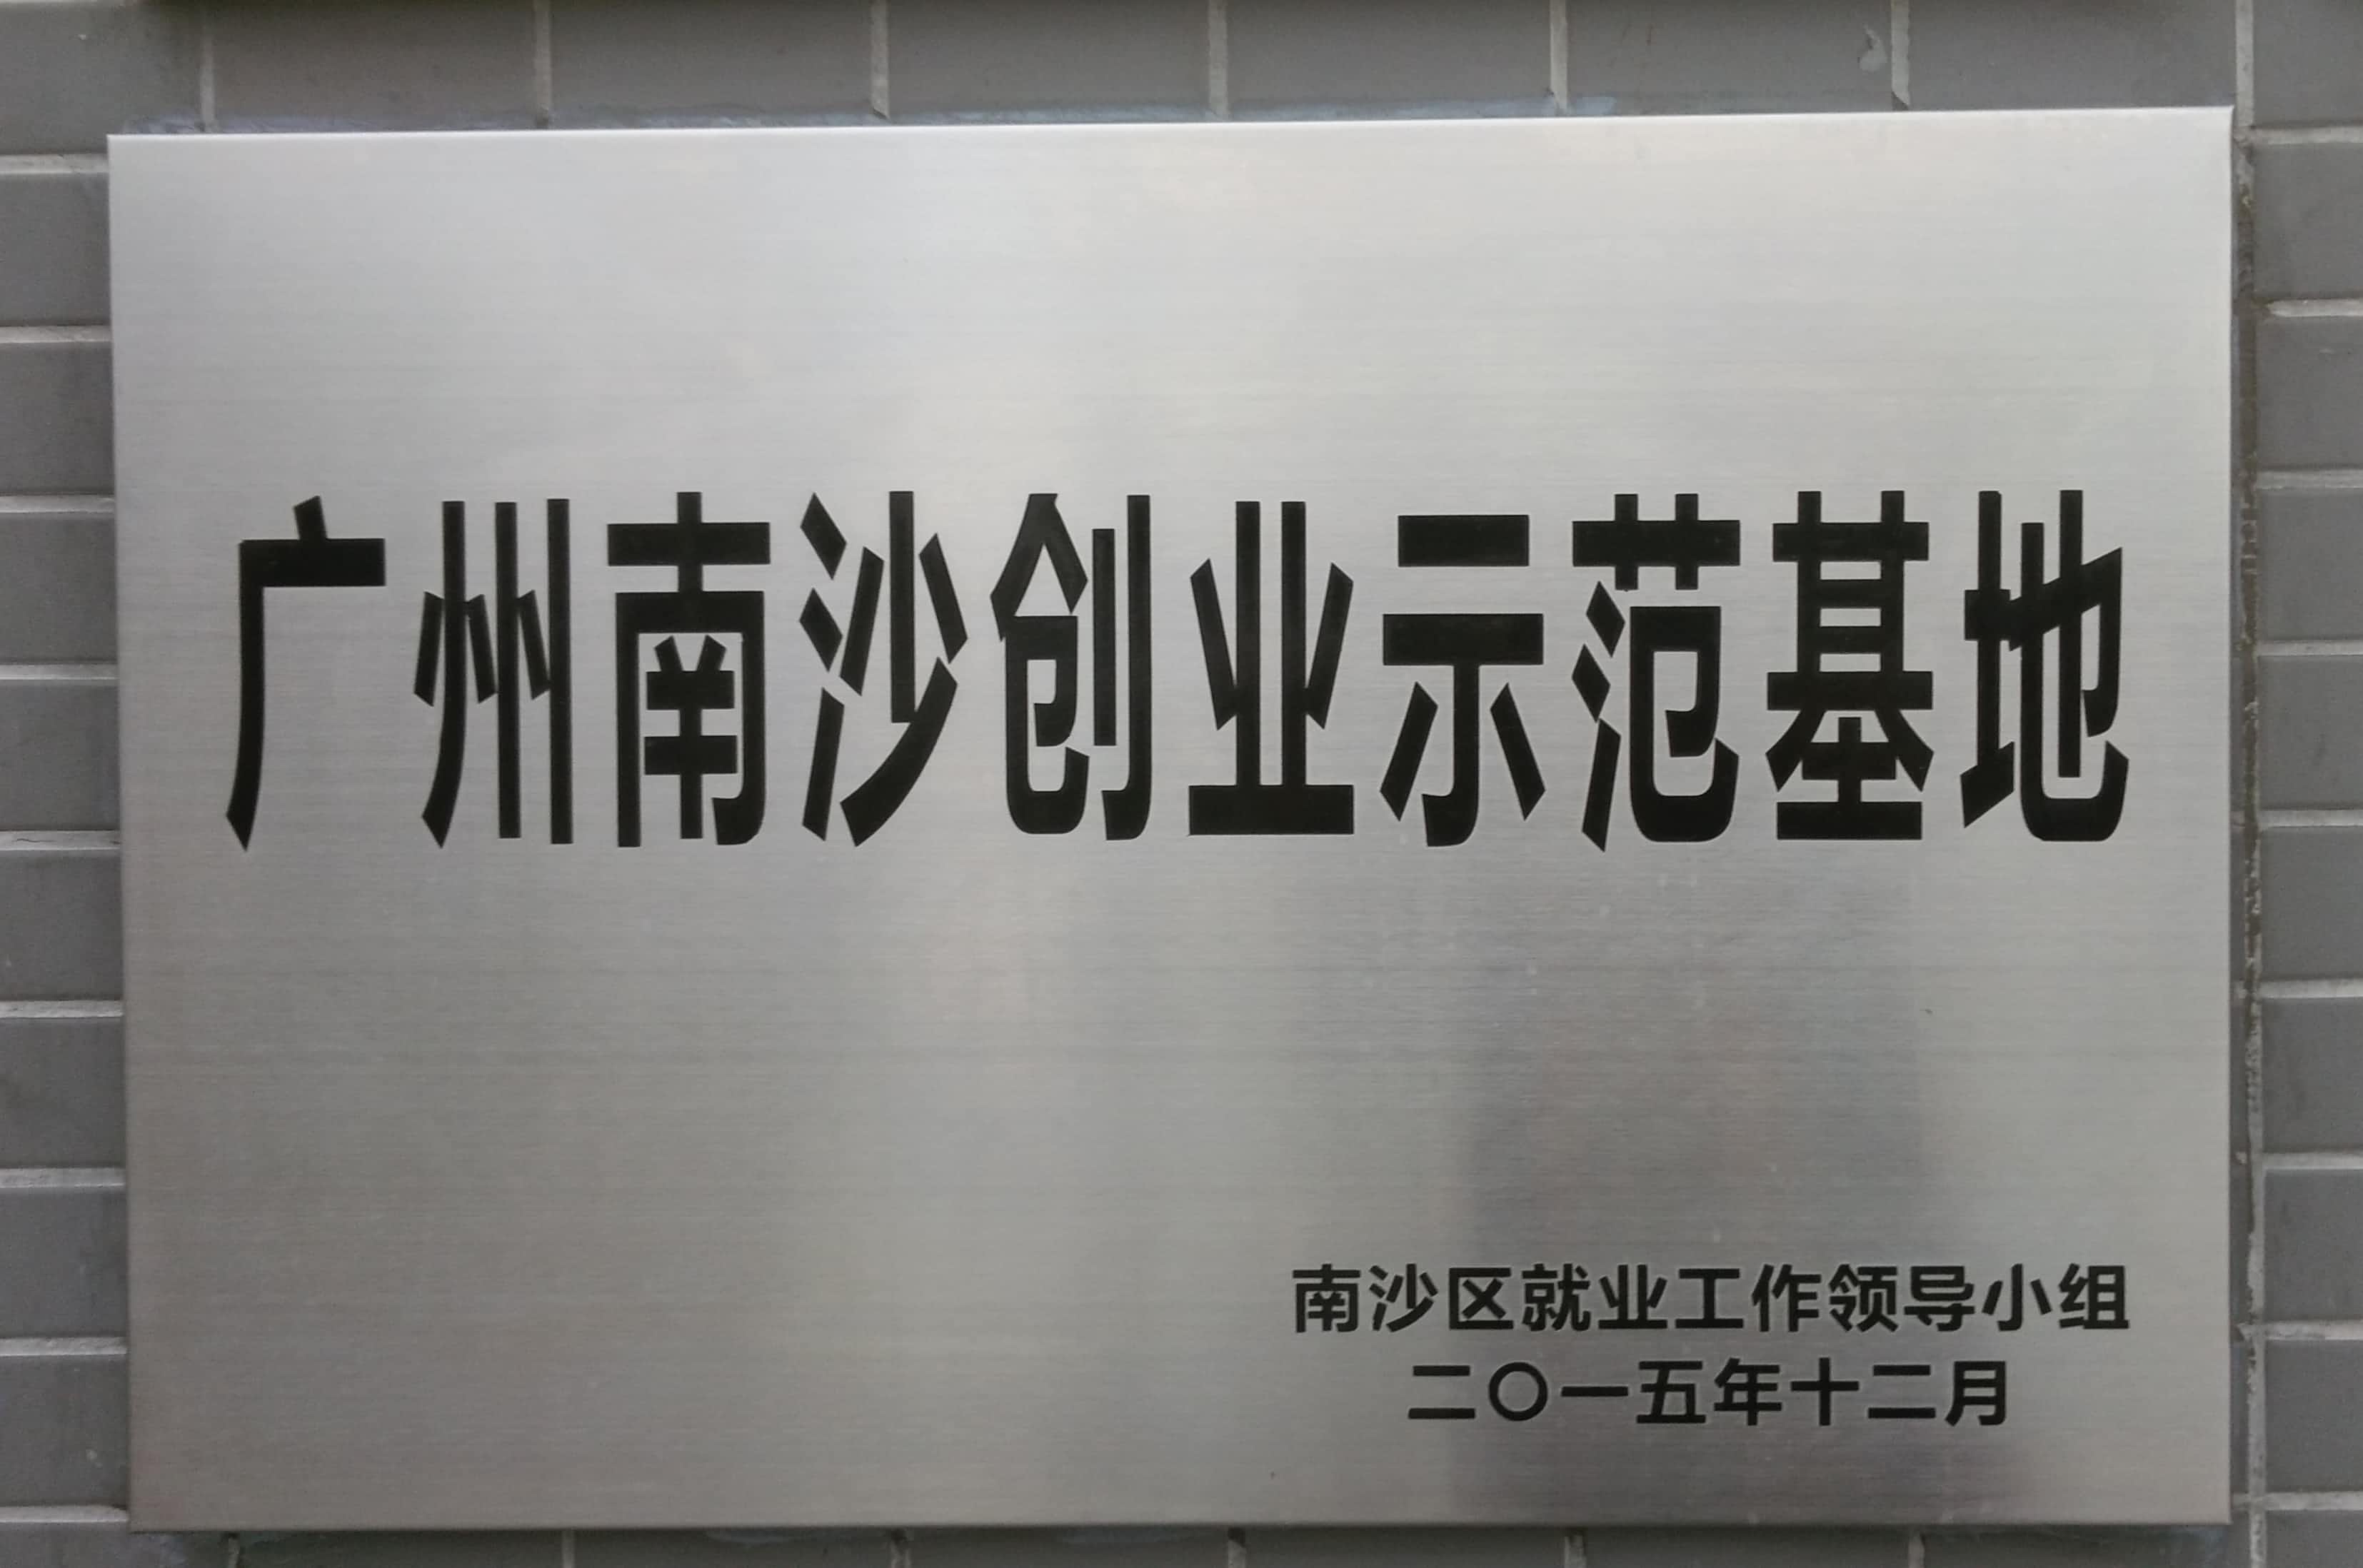 广州南沙创业示范基地
南沙区就业工作领导小组
二〇一五年十二月